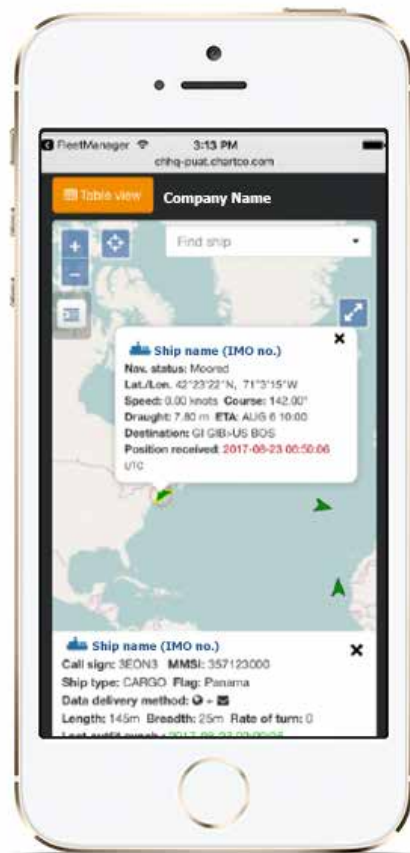 FleetManager 3:13 PM
chhq-puat.chartco.com
Table view Company Name
+ Find ship
−
Ship name (IMO no.)
Nav. status: Moored
Lat./Lon. 42°23'22"N, 71°3'15"W
Speed: 0.00 knots Course: 142.00°
Draught: 7.80 m ETA: AUG 6 10:00
Destination: GI GIB>US BOS
Position received: 2017-08-23 06:50:06
UTC
Ship name (IMO no.)
Call sign: 3EON3 MMSI: 357123000
Ship type: CARGO Flag: Panama
Data delivery method: +
Length: 145m Breadth: 25m Rate of turn: 0